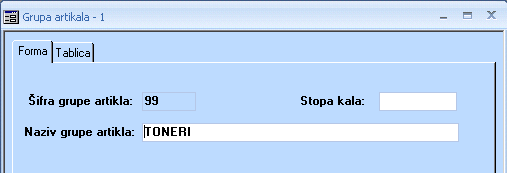 Grupa artikala - 1
Forma Tablica
Šifra grupe artikla: 99 Stopa kala:
Naziv grupe artikla: TONERI